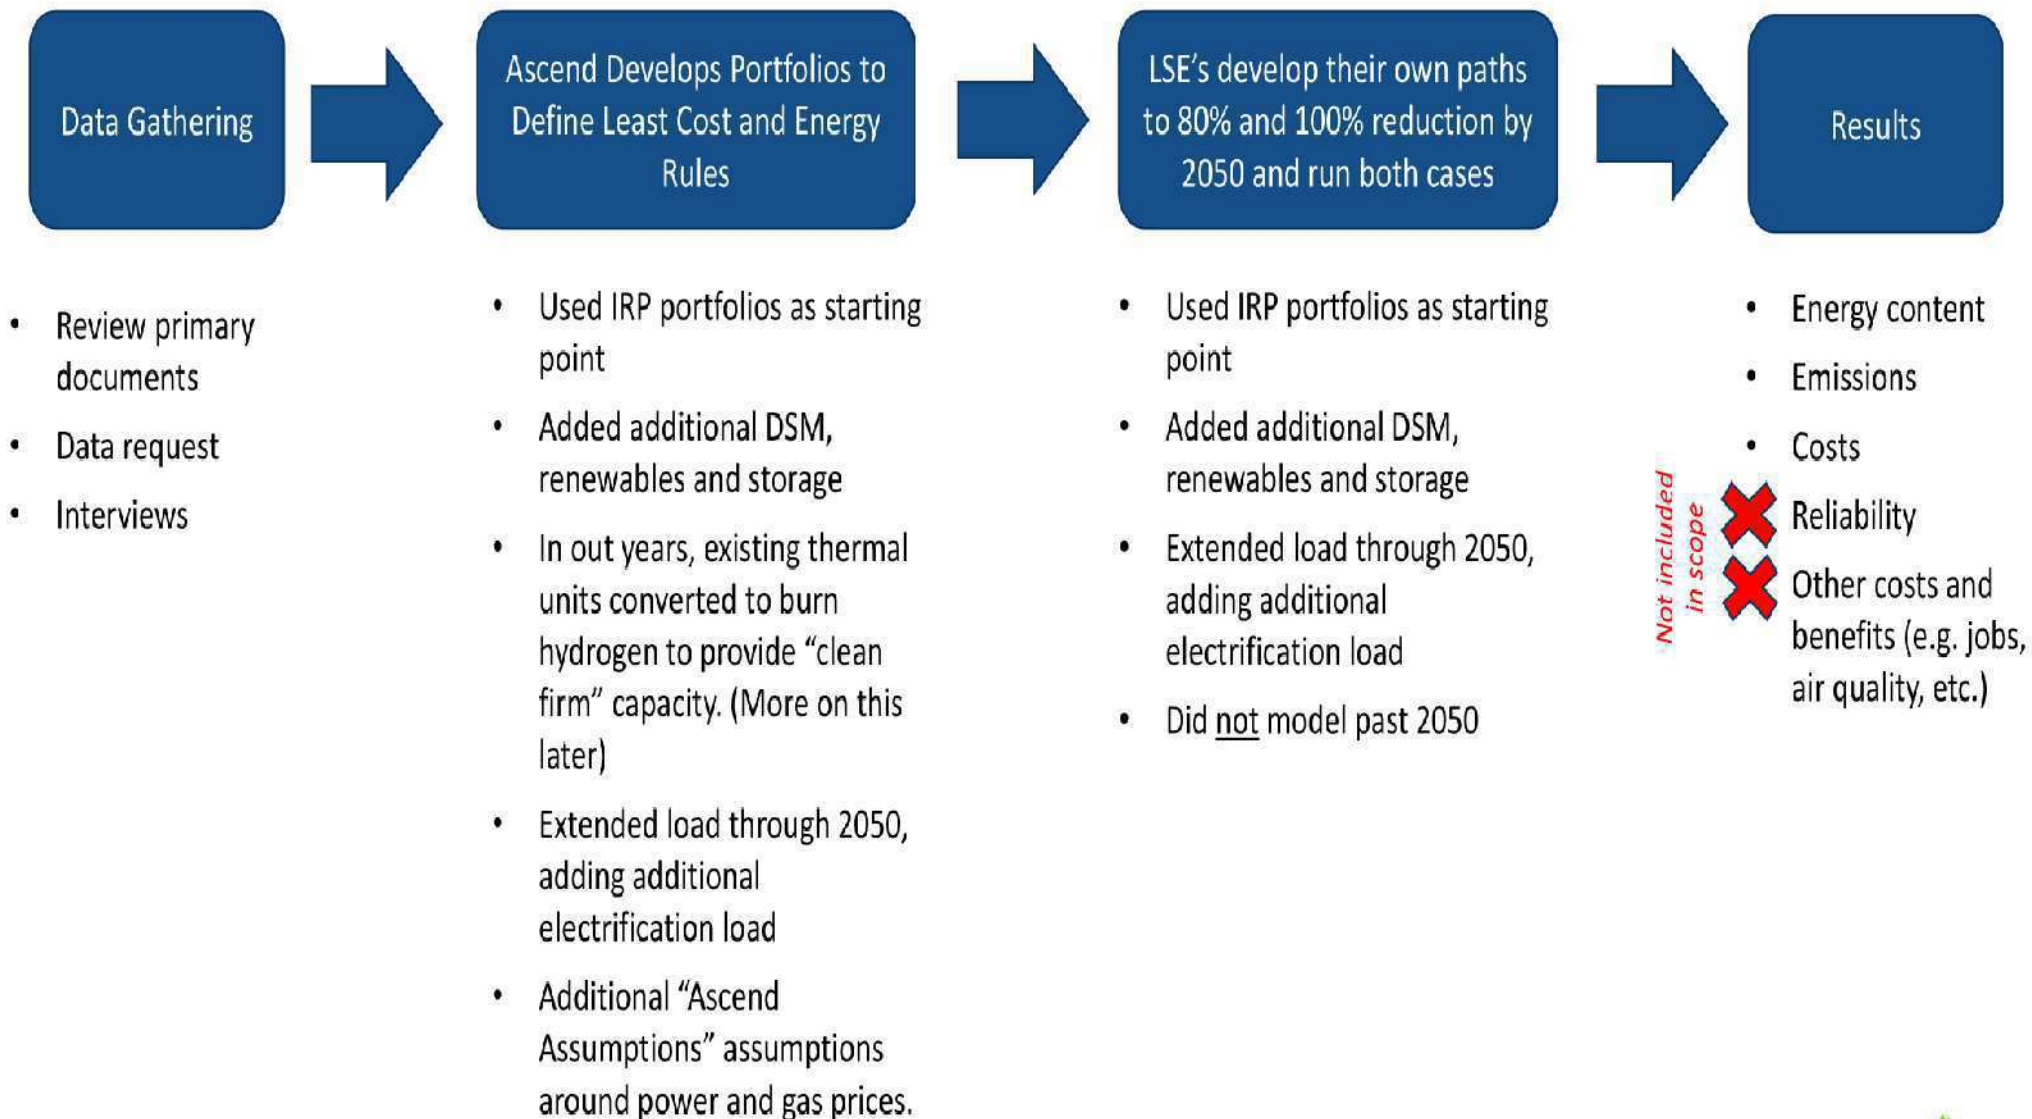 Data Gathering
• Review primary
documents
• Data request
• Interviews
Ascend Develops Portfolios to
Define Least Cost and Energy
Rules
• Used IRP portfolios as starting
point
• Added additional DSM,
renewables and storage
• In out years, existing thermal
units converted to burn
hydrogen to provide “clean
firm” capacity. (More on this
later)
• Extended load through 2050,
adding additional
electrification load
• Additional “Ascend
Assumptions” assumptions
around power and gas prices.
LSE’s develop their own paths
to 80% and 100% reduction by
2050 and run both cases
• Used IRP portfolios as starting
point
• Added additional DSM,
renewables and storage
• Extended load through 2050,
adding additional
electrification load
• Did not model past 2050
Results
• Energy content
• Emissions
• Costs
Not included
in scope
Reliability
Other costs and
benefits (e.g. jobs,
air quality, etc.)